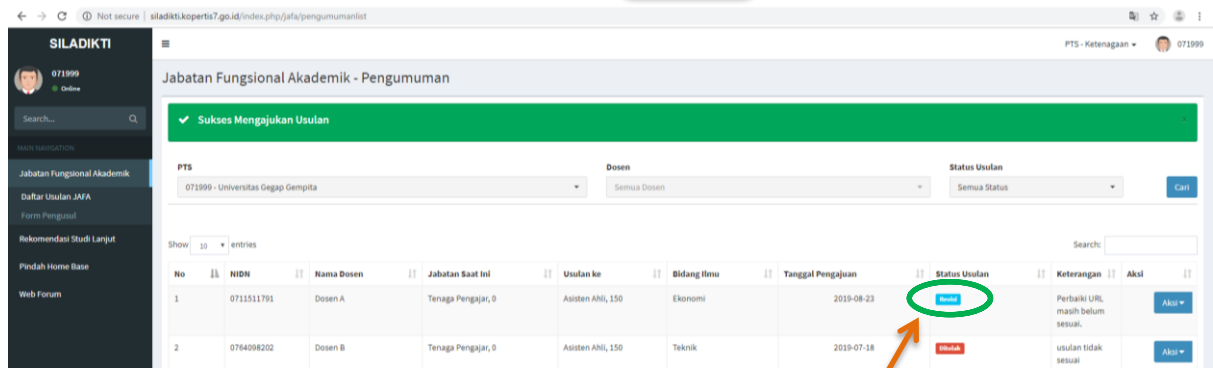 Not secure | siladikti.kopertis7.go.id/index.php/jafa/pengumumanlist
SILADIKTI
PTS - Ketenagaan
071999
071999
Online
Jabatan Fungsional Akademik - Pengumuman
Search...
Sukses Mengajukan Usulan
MAIN NAVIGATION
Jabatan Fungsional Akademik
Daftar Usulan JAFA
Form Pengusul
Rekomendasi Studi Lanjut
Pindah Home Base
Web Forum
PTS Dosen Status Usulan
071999 - Universitas Gegap Gempita Semua Dosen Semua Status Cari
Show 10 entries Search:
No NIDN Nama Dosen Jabatan Saat Ini Usulan ke Bidang Ilmu Tanggal Pengajuan Status Usulan Keterangan Aksi
1 0711511791 Dosen A Tenaga Pengajar, 0 Asisten Ahli, 150 Ekonomi 2019-08-23 Revisi Perbaiki URL Aksi
masih belum
sesuai.
2 0764098202 Dosen B Tenaga Pengajar, 0 Asisten Ahli, 150 Teknik 2019-07-18 Ditolak usulan tidak Aksi
sesuai